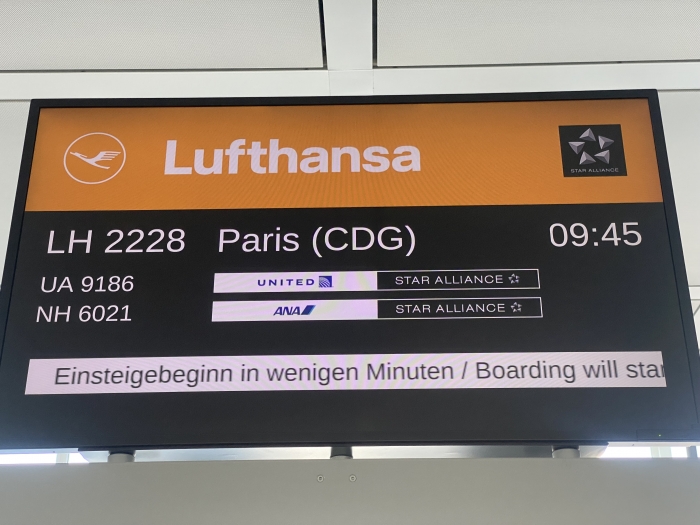 Lufthansa
STAR ALLIANCE
LH 2228 Paris (CDG) 09:45
UA 9186 UNITED STAR ALLIANCE
NH 6021 ANA STAR ALLIANCE
Einsteigebeginn in wenigen Minuten / Boarding will star